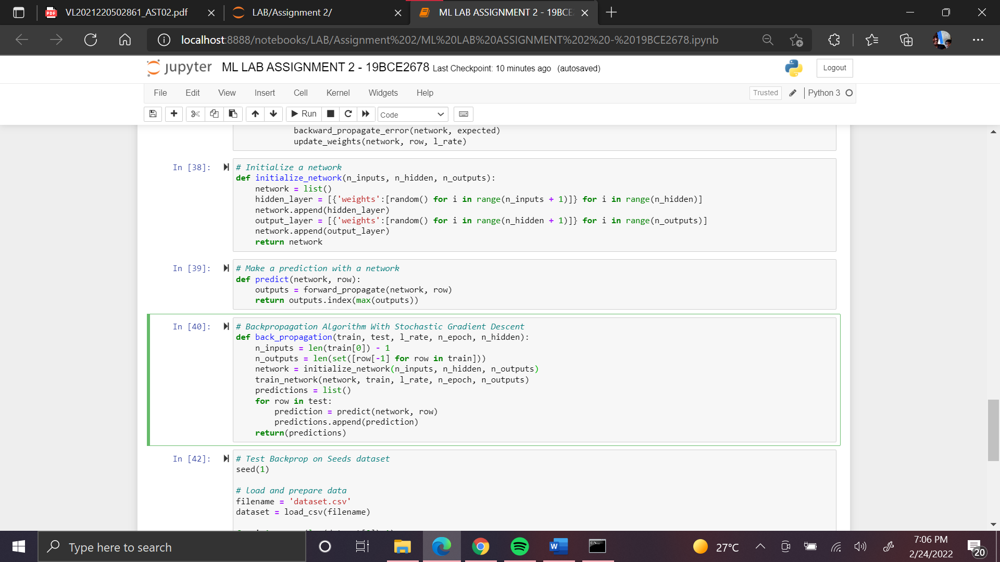 VL2021220502861_AST02.pdf
LAB/Assignment 2/
ML LAB ASSIGNMENT 2 - 19BCE
localhost:8888/notebooks/LAB/Assignment%202/ML%20LAB%20ASSIGNMENT%202%20-%2019BCE2678.ipynb
jupyter ML LAB ASSIGNMENT 2 - 19BCE2678 Last Checkpoint: 10 minutes ago (autosaved)
Logout
File Edit View Insert Cell Kernel Widgets Help
Trusted
Python 3
Run
Code
backward_propagate_error(network, expected)
update_weights(network, row, l_rate)
In [38]:
# Initialize a network
def initialize_network(n_inputs, n_hidden, n_outputs):
network = list()
hidden_layer = [{'weights':[random() for i in range(n_inputs + 1)]} for i in range(n_hidden)]
network.append(hidden_layer)
output_layer = [{'weights':[random() for i in range(n_hidden + 1)]} for i in range(n_outputs)]
network.append(output_layer)
return network
In [39]:
# Make a prediction with a network
def predict(network, row):
outputs = forward_propagate(network, row)
return outputs.index(max(outputs))
In [40]:
# Backpropagation Algorithm With Stochastic Gradient Descent
def back_propagation(train, test, l_rate, n_epoch, n_hidden):
n_inputs = len(train[0]) - 1
n_outputs = len(set([row[-1] for row in train]))
network = initialize_network(n_inputs, n_hidden, n_outputs)
train_network(network, train, l_rate, n_epoch, n_outputs)
predictions = list()
for row in test:
prediction = predict(network, row)
predictions.append(prediction)
return(predictions)
In [42]:
# Test Backprop on Seeds dataset
seed(1)
# load and prepare data
filename = 'dataset.csv'
dataset = load_csv(filename)
Type here to search
27°C
7:06 PM
2/24/2022
20